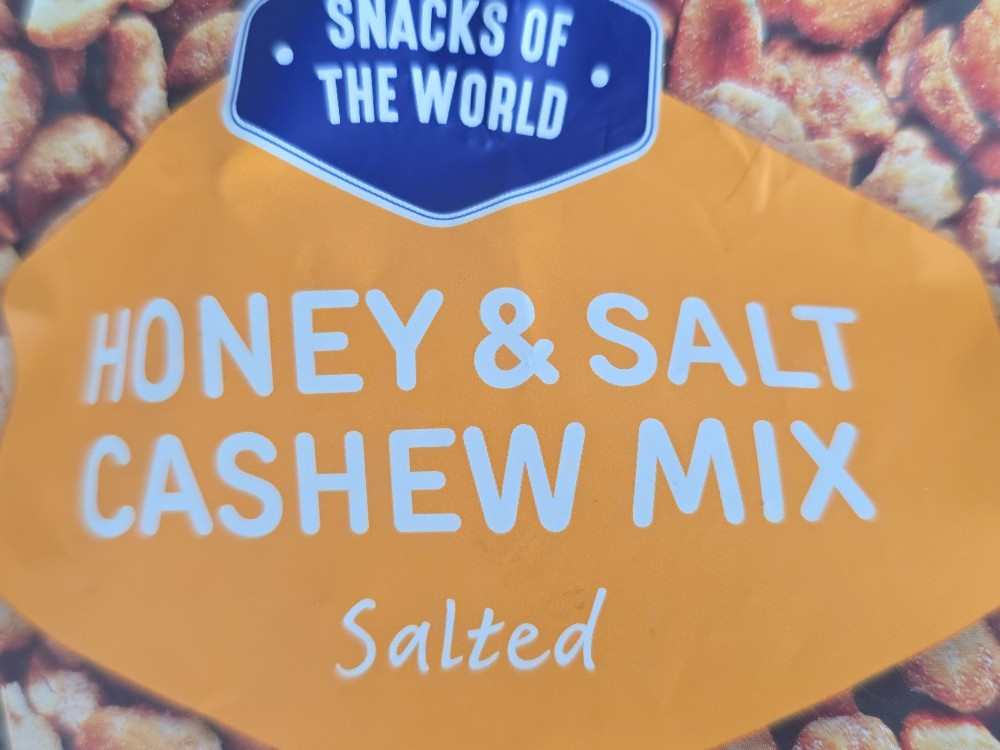 SNACKS OF
THE WORLD
HONEY & SALT
CASHEW MIX
Salted